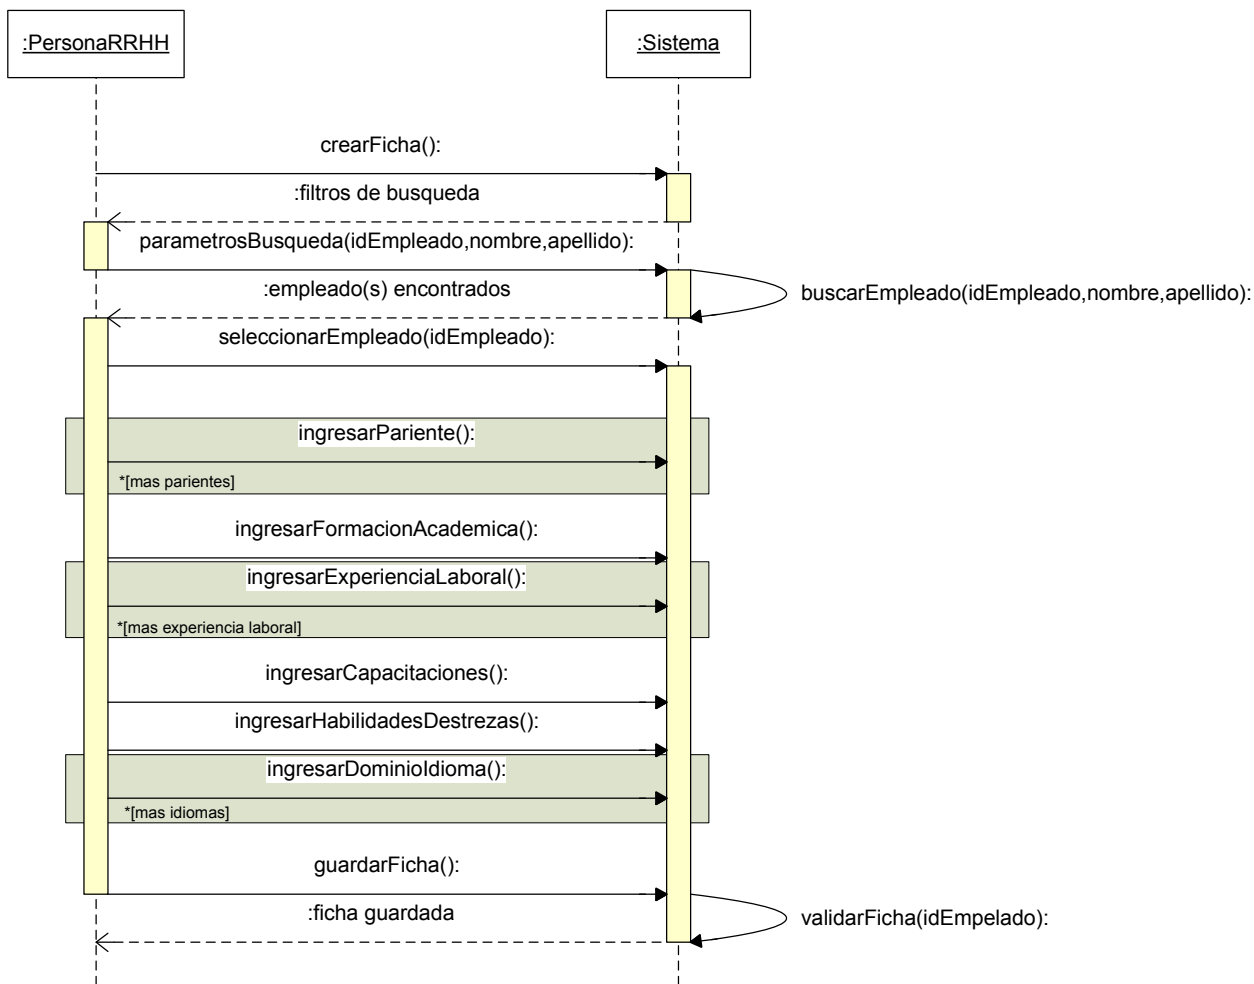 :PersonaRRHH
:Sistema
crearFicha():
:filtros de busqueda
parametrosBusqueda(idEmpleado,nombre,apellido):
:empleado(s) encontrados
buscarEmpleado(idEmpleado,nombre,apellido):
seleccionarEmpleado(idEmpleado):
ingresarPariente():
*[mas parientes]
ingresarFormacionAcademica():
ingresarExperienciaLaboral():
*[mas experiencia laboral]
ingresarCapacitaciones():
ingresarHabilidadesDestrezas():
ingresarDominioIdioma():
*[mas idiomas]
guardarFicha():
:ficha guardada
validarFicha(idEmpelado):